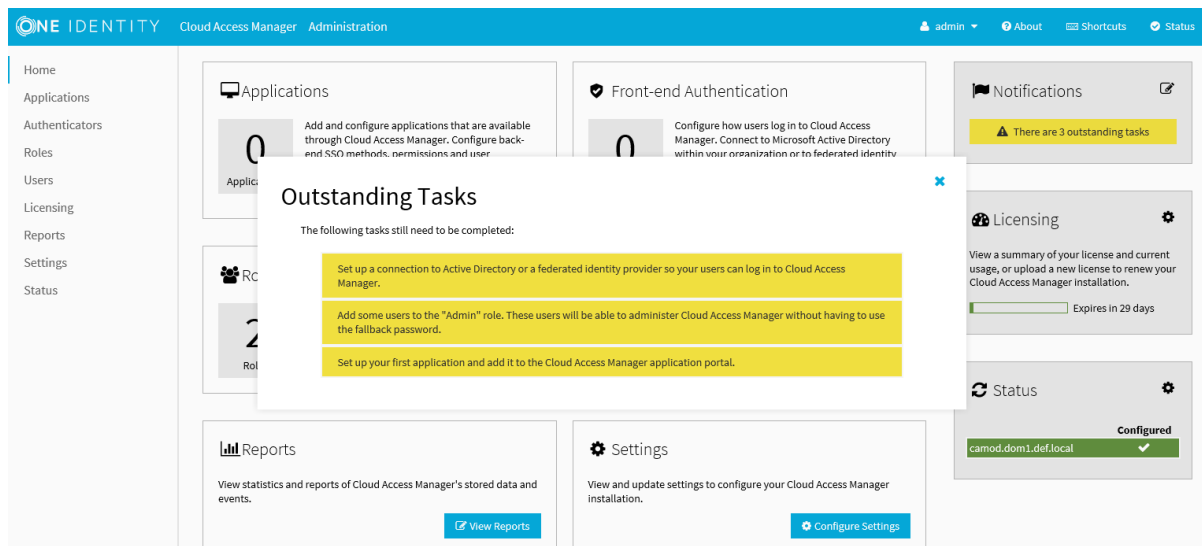 ONE IDENTITY Cloud Access Manager Administration admin About Shortcuts Status
Home
Applications
Authenticators
Roles
Users
Licensing
Reports
Settings
Status
Applications
0
Add and configure applications that are available
through Cloud Access Manager. Configure back-
end SSO methods, permissions and user
Front-end Authentication
0
Configure how users log in to Cloud Access
Manager. Connect to Microsoft Active Directory
within your organization or to federated identity
Notifications
There are 3 outstanding tasks
Outstanding Tasks
The following tasks still need to be completed:
Set up a connection to Active Directory or a federated identity provider so your users can log in to Cloud Access
Manager.
Add some users to the "Admin" role. These users will be able to administer Cloud Access Manager without having to use
the fallback password.
Set up your first application and add it to the Cloud Access Manager application portal.
Licensing
View a summary of your license and current
usage, or upload a new license to renew your
Cloud Access Manager installation.
Expires in 29 days
2
Status
Configured
camod.dom1.def.local
Reports
View statistics and reports of Cloud Access Manager's stored data and
events.
View Reports
Settings
View and update settings to configure your Cloud Access Manager
installation.
Configure Settings